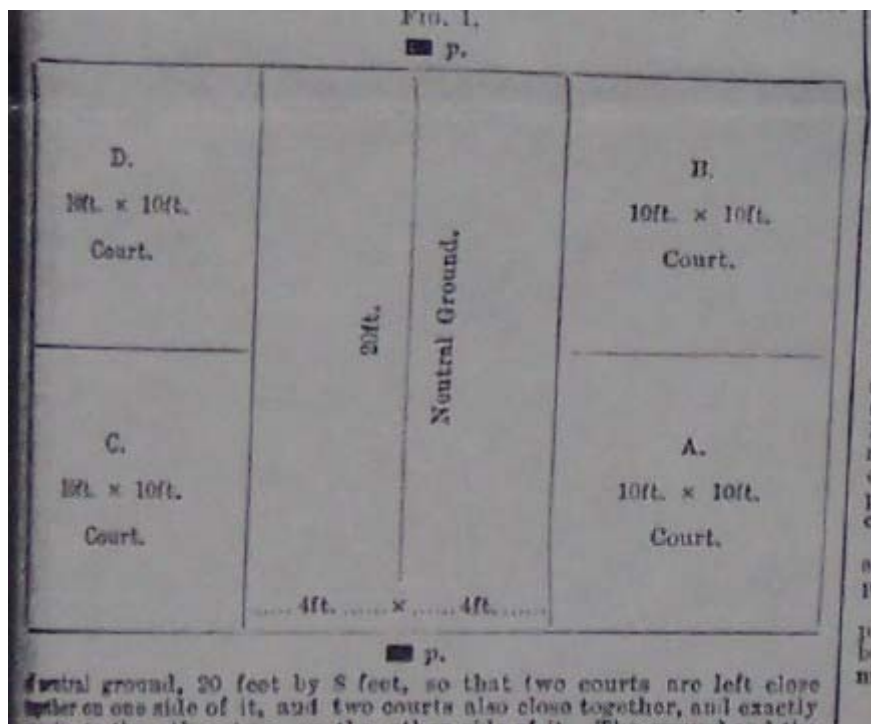 FIG. 1.
p.
D.
10ft. × 10ft.
Court.
B.
10ft. × 10ft.
Court.
20ft.
Neutral Ground.
C.
10ft. × 10ft.
Court.
A.
10ft. × 10ft.
Court.
..... 4ft. ...... × ...... 4ft. .......
p.
neutral ground, 20 feet by 8 feet, so that two courts are left close
together on one side of it, and two courts also close together, and exactly